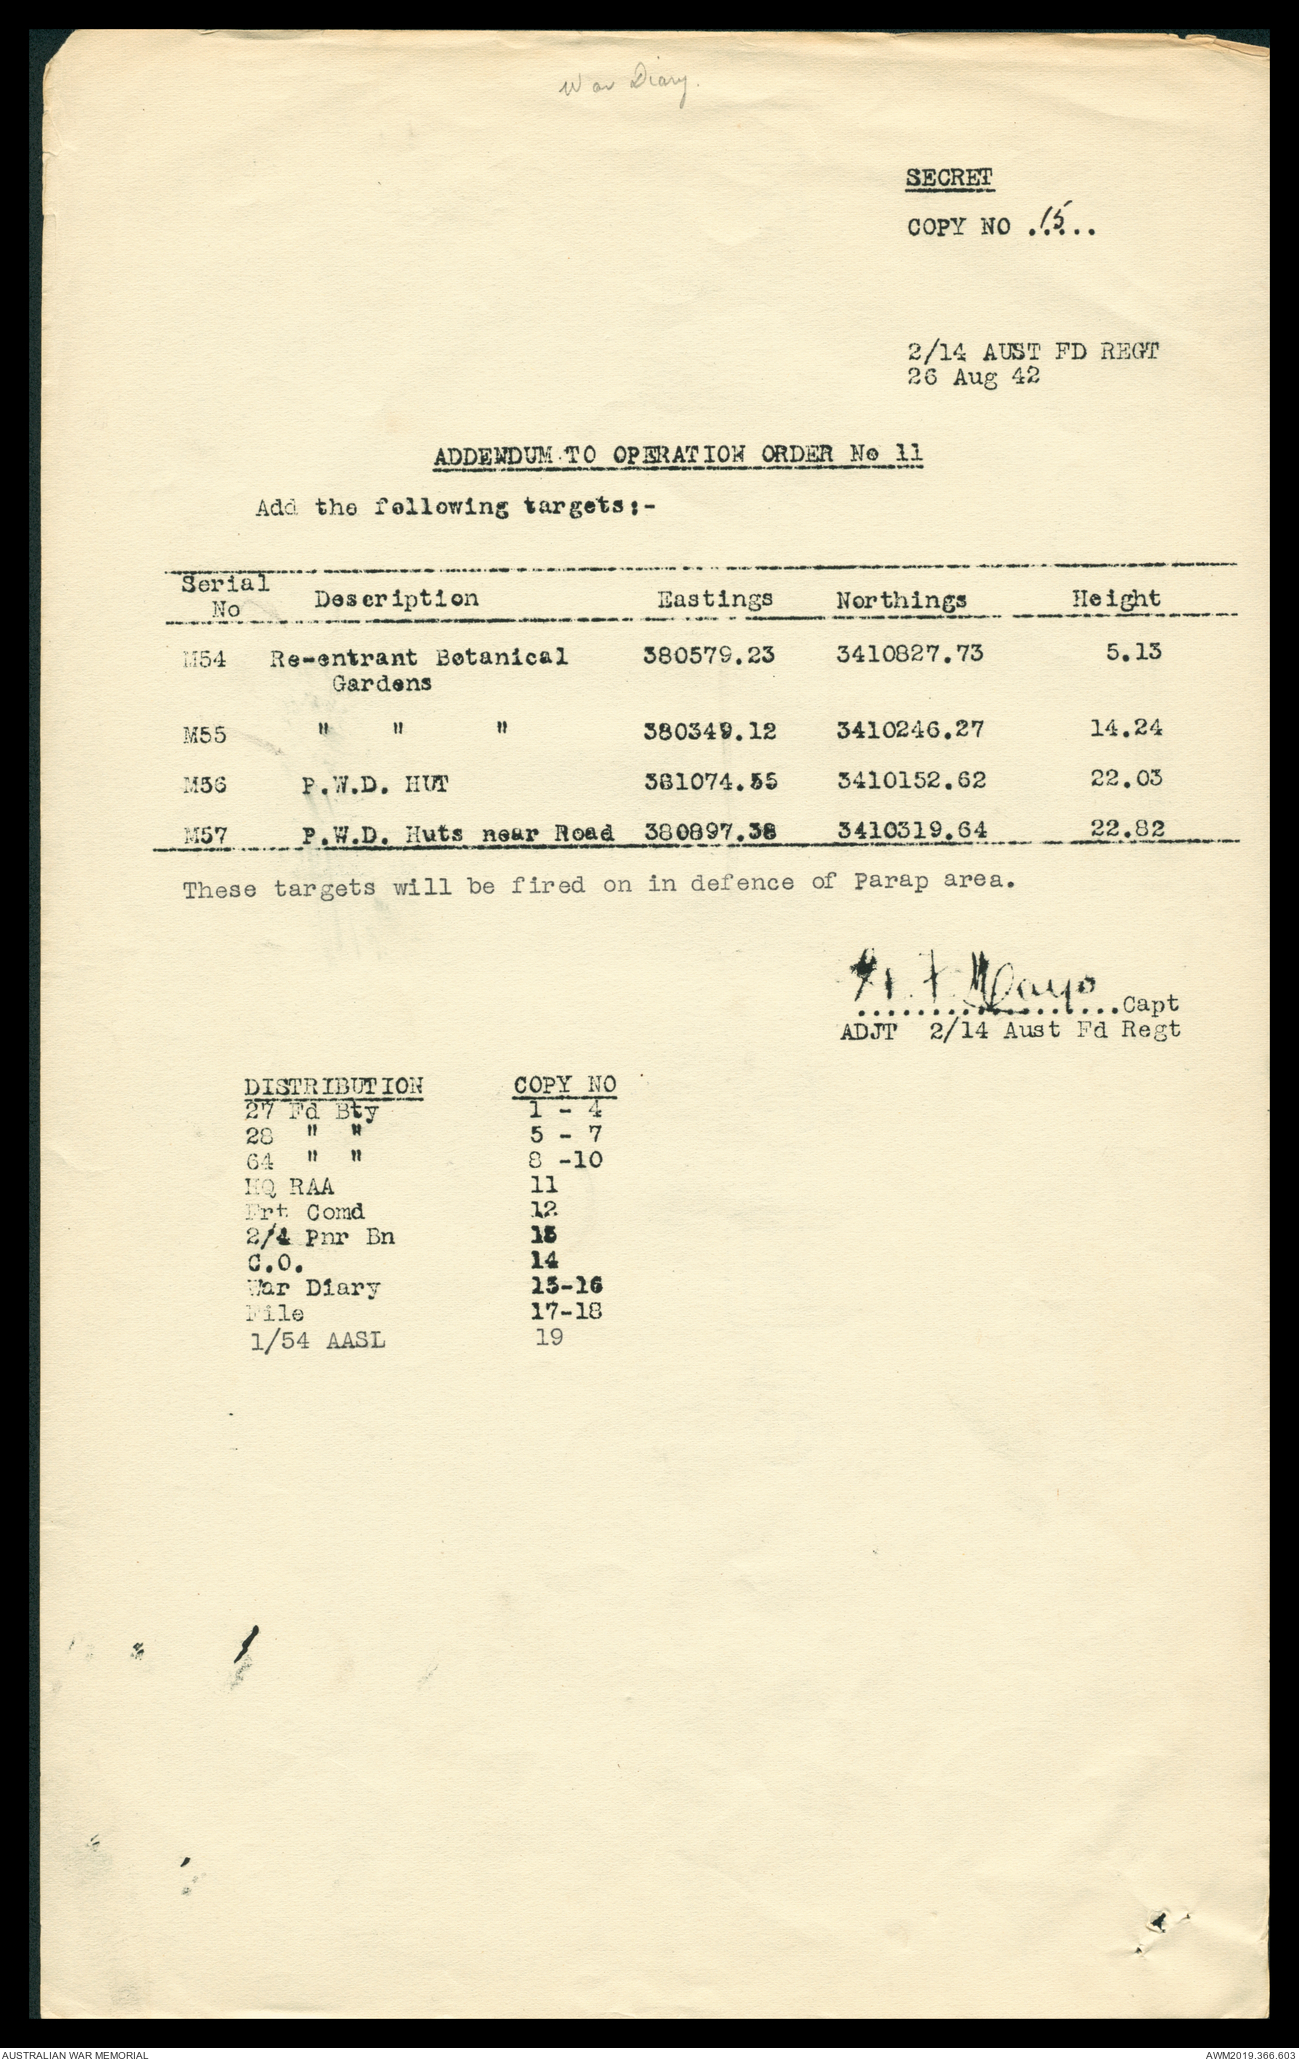 War Diary.
SECRET
COPY NO .15...
2/14 AUST FD REGT
26 Aug 42
ADDENDUM TO OPERATION ORDER No 11
Add the following targets:-
Serial No Description Eastings Northings Height
M54 Re-entrant Botanical 380579.23 3410827.73 5.13
Gardens
M55 " " " 380349.12 3410246.27 14.24
M56 P.W.D. HUT 381074.55 3410152.62 22.03
M57 P.W.D. Huts near Road 380897.38 3410319.64 22.82
These targets will be fired on in defence of Parap area.
..................Capt
ADJT 2/14 Aust Fd Regt
DISTRIBUTION COPY NO
27 Fd Bty 1 - 4
28 " " 5 - 7
64 " " 8 -10
HQ RAA 11
Frt Comd 12
2/4 Pnr Bn 13
C.O. 14
War Diary 15-16
File 17-18
1/54 AASL 19
AUSTRALIAN WAR MEMORIAL
AWM2019.366.603